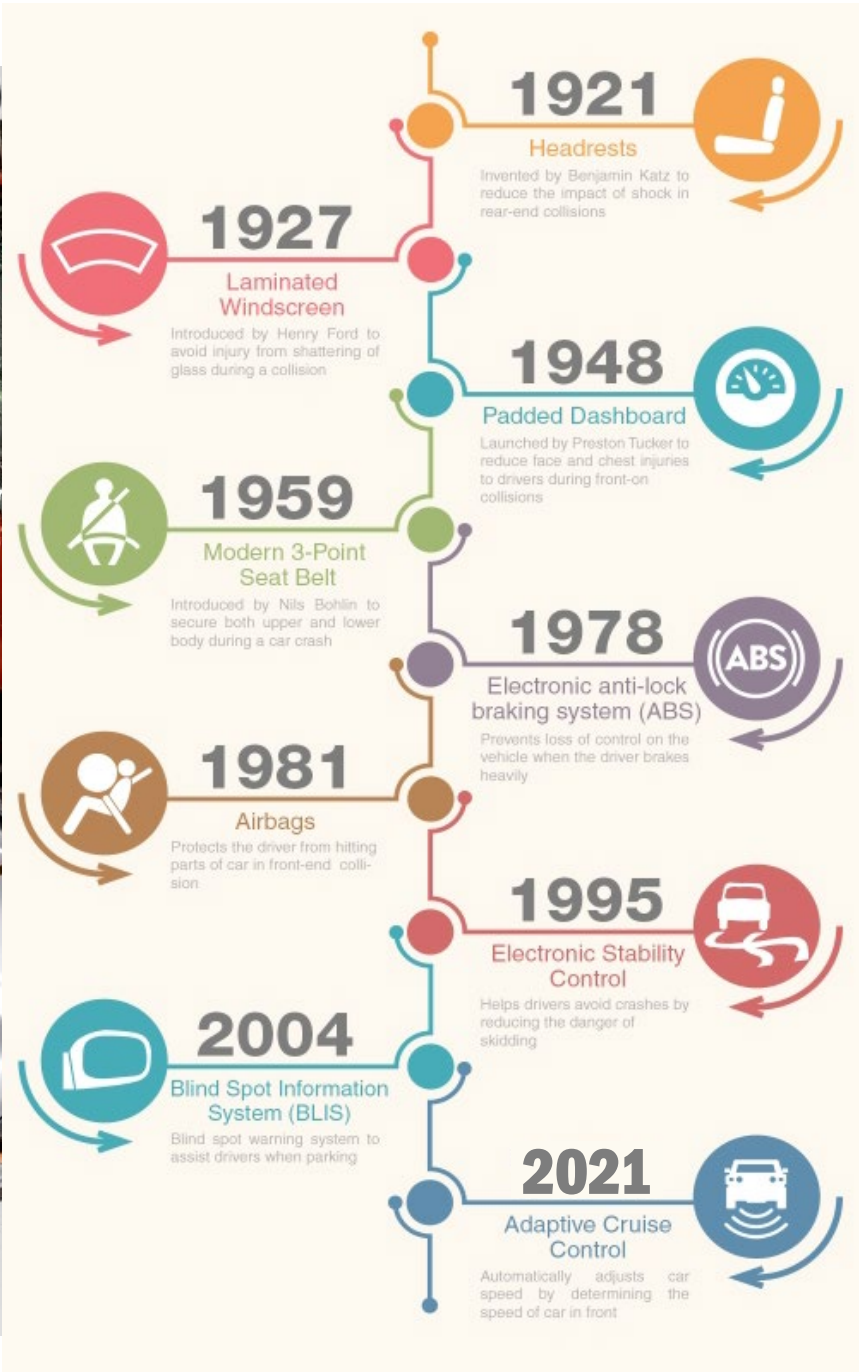 1921
Headrests
Invented by Benjamin Katz to
reduce the impact of shock in
rear-end collisions
1927
Laminated
Windscreen
Introduced by Henry Ford to
avoid injury from shattering of
glass during a collision
1948
Padded Dashboard
Launched by Preston Tucker to
reduce face and chest injuries
to drivers during front-on
collisions
1959
Modern 3-Point
Seat Belt
Introduced by Nils Bohlin to
secure both upper and lower
body during a car crash
1978
ABS
Electronic anti-lock
braking system (ABS)
Prevents loss of control on the
vehicle when the driver brakes
heavily
1981
Airbags
Protects the driver from hitting
parts of car in front-end colli-
sion
1995
Electronic Stability
Control
Helps drivers avoid crashes by
reducing the danger of
skidding
2004
Blind Spot Information
System (BLIS)
Blind spot warning system to
assist drivers when parking
2021
Adaptive Cruise
Control
Automatically adjusts car
speed by determining the
speed of car in front